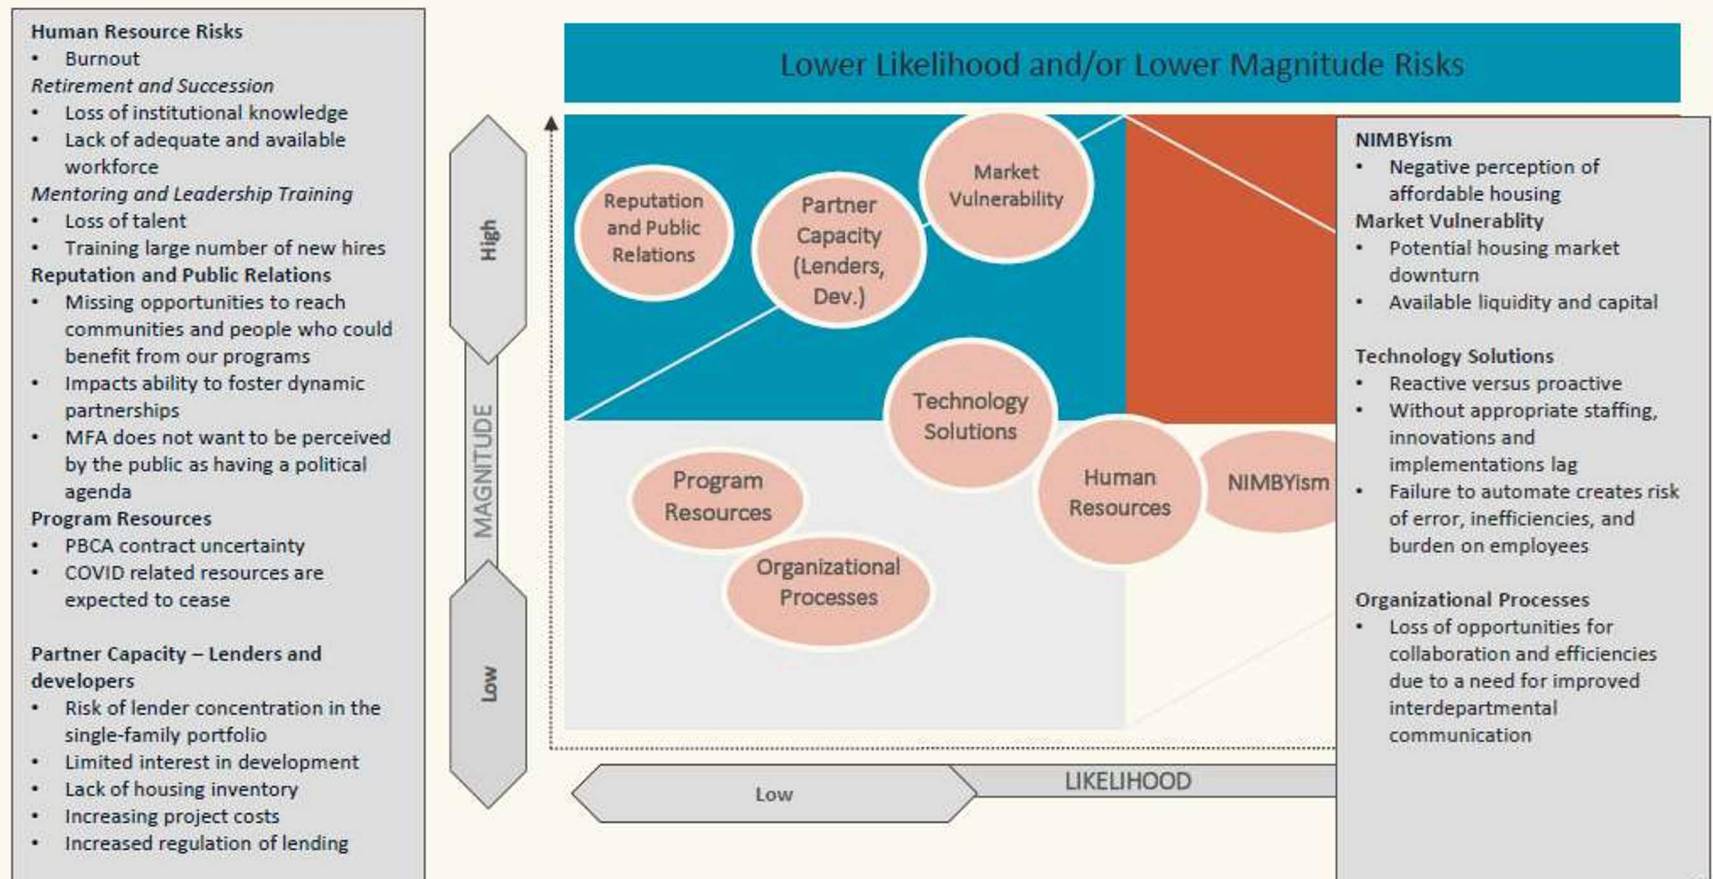 Human Resource Risks
• Burnout
Retirement and Succession
• Loss of institutional knowledge
• Lack of adequate and available
workforce
Mentoring and Leadership Training
• Loss of talent
• Training large number of new hires
Reputation and Public Relations
• Missing opportunities to reach
communities and people who could
benefit from our programs
• Impacts ability to foster dynamic
partnerships
• MFA does not want to be perceived
by the public as having a political
agenda
Program Resources
• PBCA contract uncertainty
• COVID related resources are
expected to cease
Partner Capacity – Lenders and
developers
• Risk of lender concentration in the
single-family portfolio
• Limited interest in development
• Lack of housing inventory
• Increasing project costs
• Increased regulation of lending
Lower Likelihood and/or Lower Magnitude Risks
High
MAGNITUDE
Low
Reputation
and Public
Relations
Partner
Capacity
(Lenders,
Dev.)
Market
Vulnerability
Technology
Solutions
Program
Resources
Human
Resources
NIMBYism
Organizational
Processes
Low
LIKELIHOOD
NIMBYism
• Negative perception of
affordable housing
Market Vulnerablity
• Potential housing market
downturn
• Available liquidity and capital
Technology Solutions
• Reactive versus proactive
• Without appropriate staffing,
innovations and
implementations lag
• Failure to automate creates risk
of error, inefficiencies, and
burden on employees
Organizational Processes
• Loss of opportunities for
collaboration and efficiencies
due to a need for improved
interdepartmental
communication